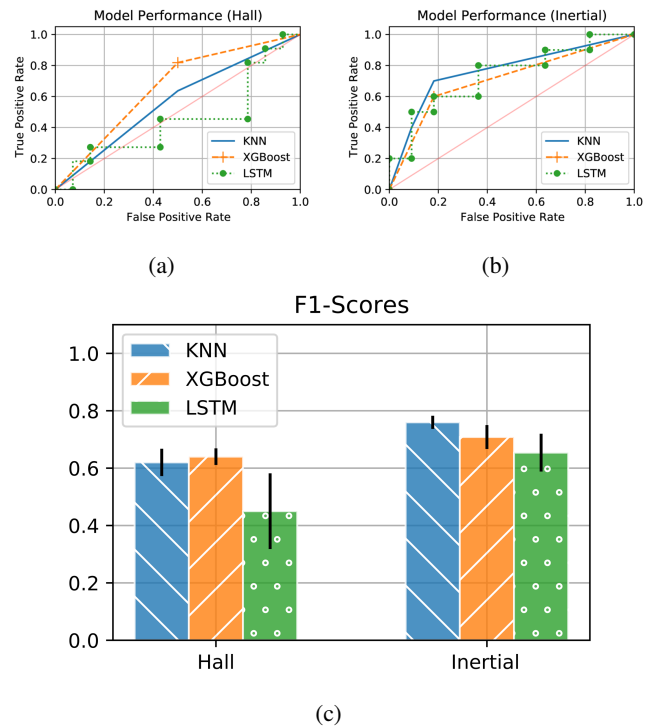 Model Performance (Hall)
True Positive Rate
1.0
0.8
0.6
0.4
0.2
0.0
KNN
XGBoost
LSTM
0.0 0.2 0.4 0.6 0.8 1.0
False Positive Rate
(a)
Model Performance (Inertial)
True Positive Rate
1.0
0.8
0.6
0.4
0.2
0.0
KNN
XGBoost
LSTM
0.0 0.2 0.4 0.6 0.8 1.0
False Positive Rate
(b)
F1-Scores
1.0
0.8
0.6
0.4
0.2
0.0
KNN
XGBoost
LSTM
Hall Inertial
(c)